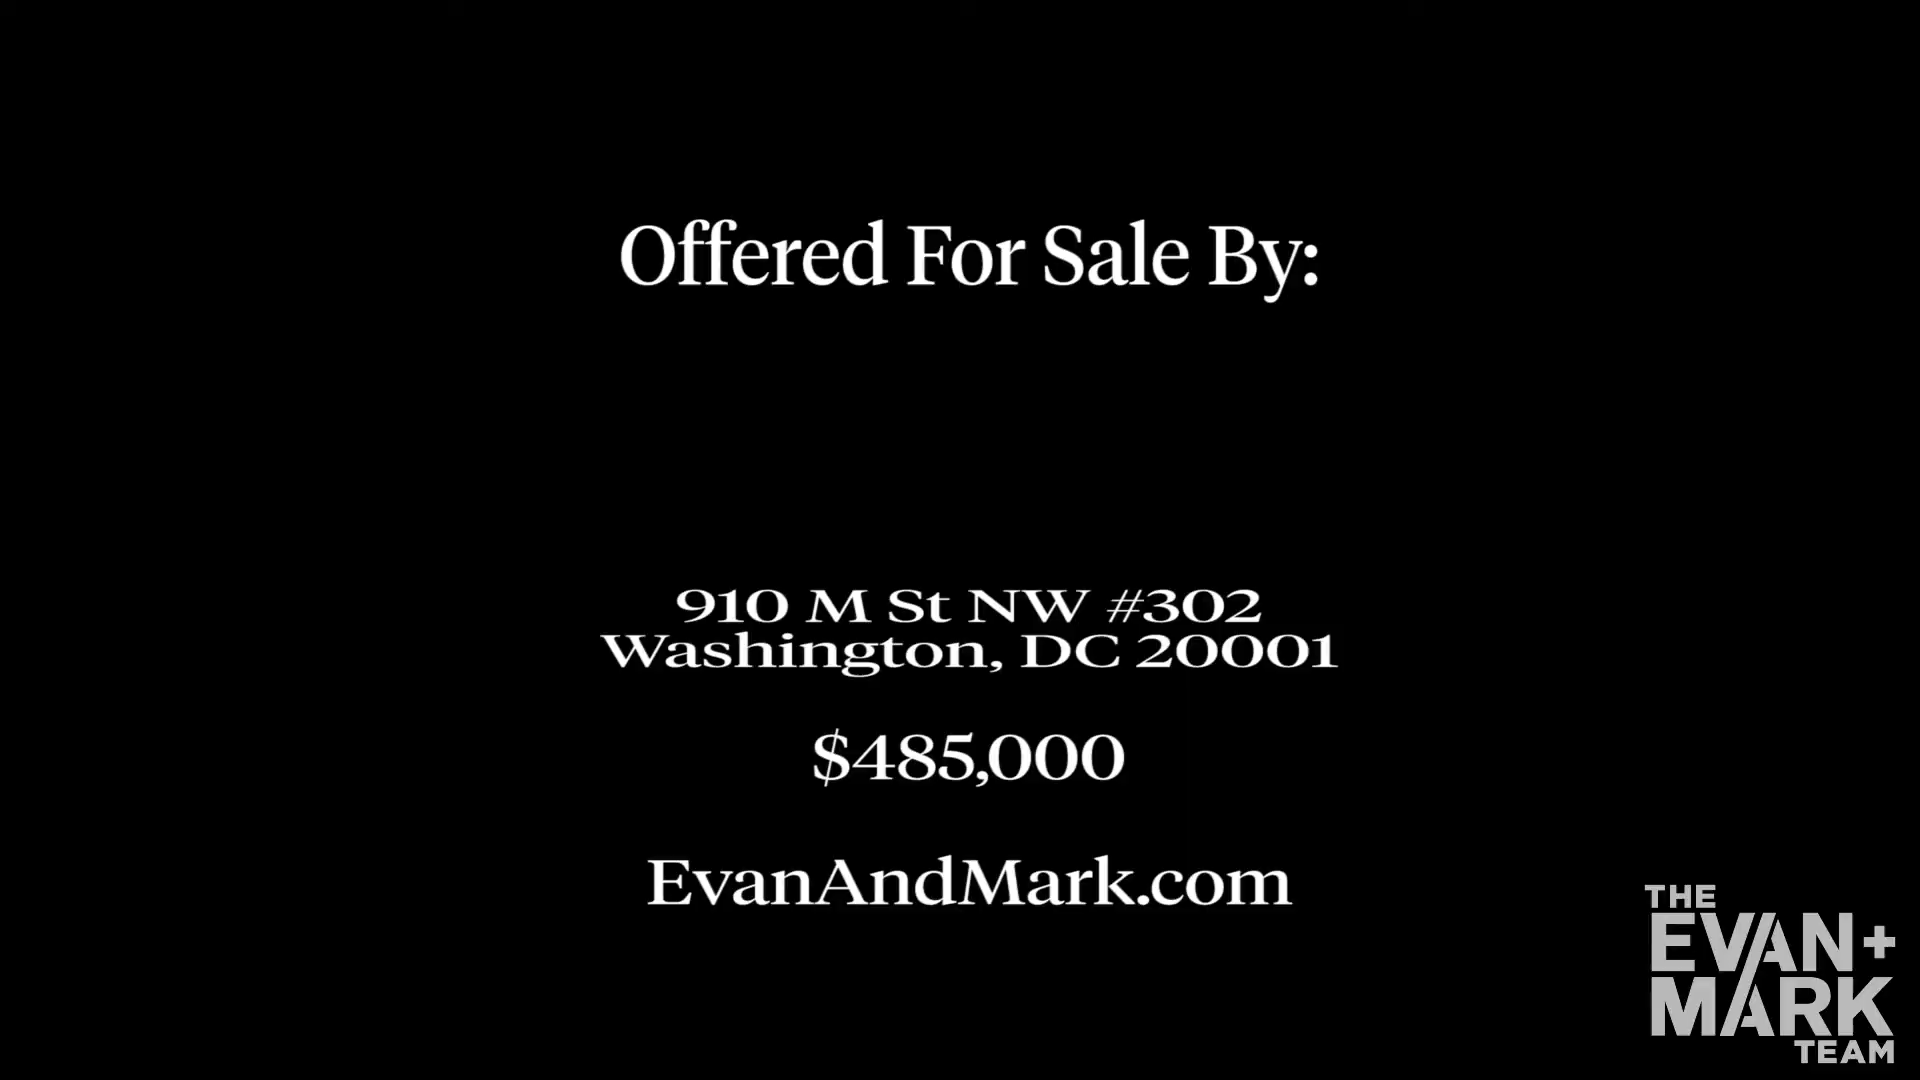 Offered For Sale By:
910 M St NW #302
Washington, DC 20001
$485,000
EvanAndMark.com
THE
EVAN+
MARK
TEAM